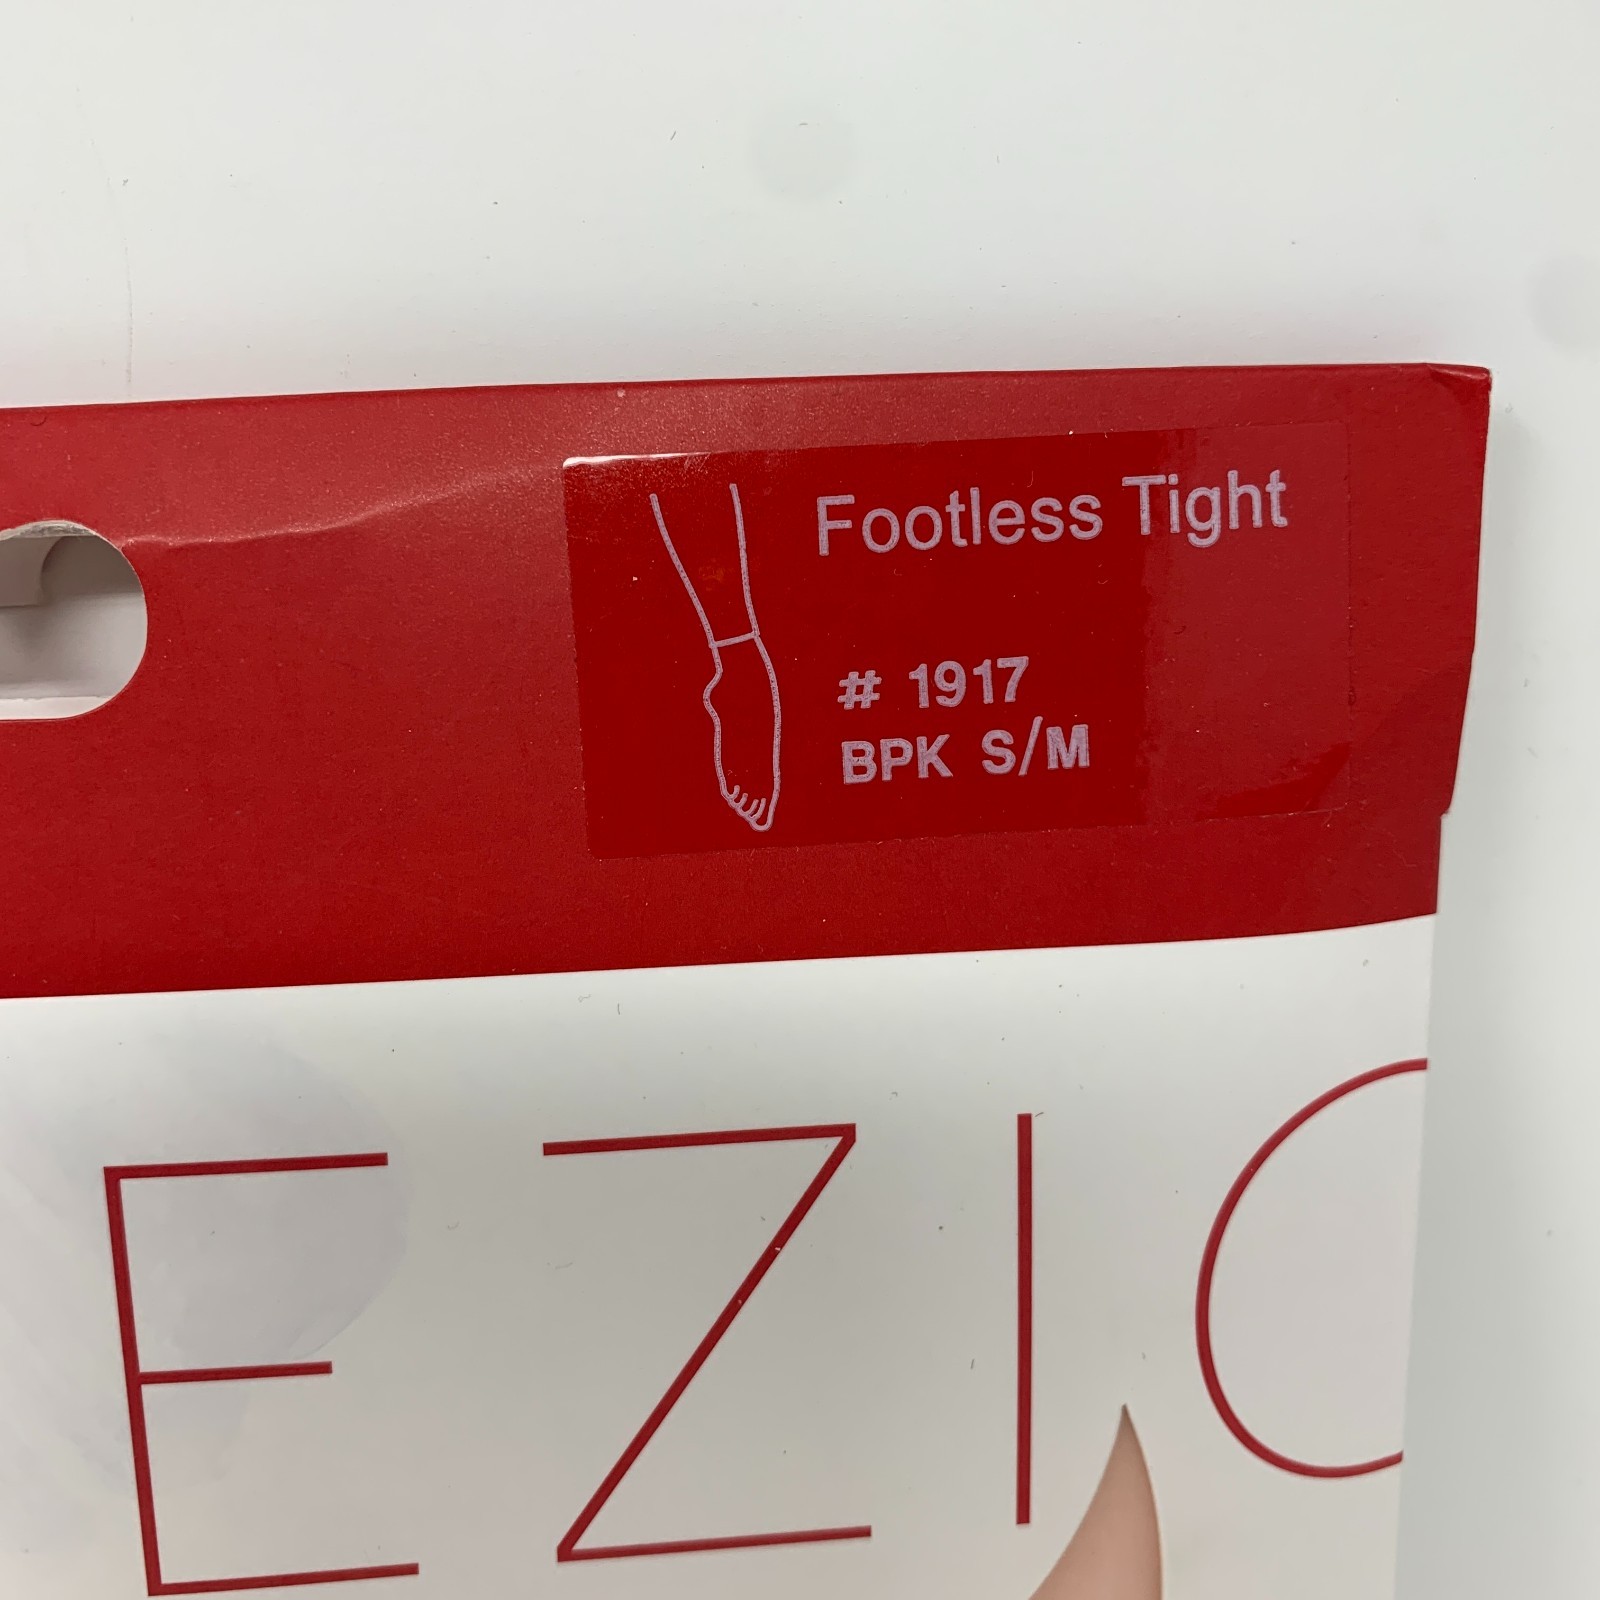 Footless Tight
# 1917
BPK S/M
EZIO